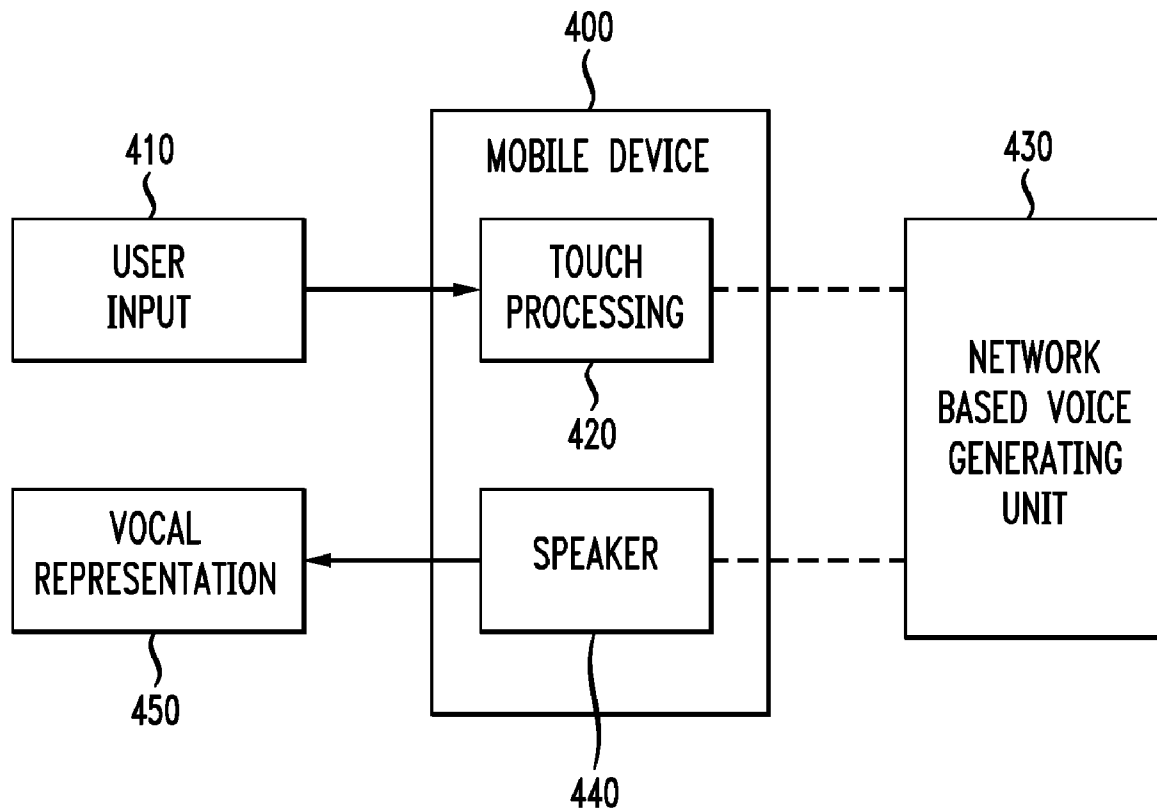 400
MOBILE DEVICE
410
USER
INPUT
TOUCH
PROCESSING
420
430
NETWORK
BASED VOICE
GENERATING
UNIT
VOCAL
REPRESENTATION
450
SPEAKER
440